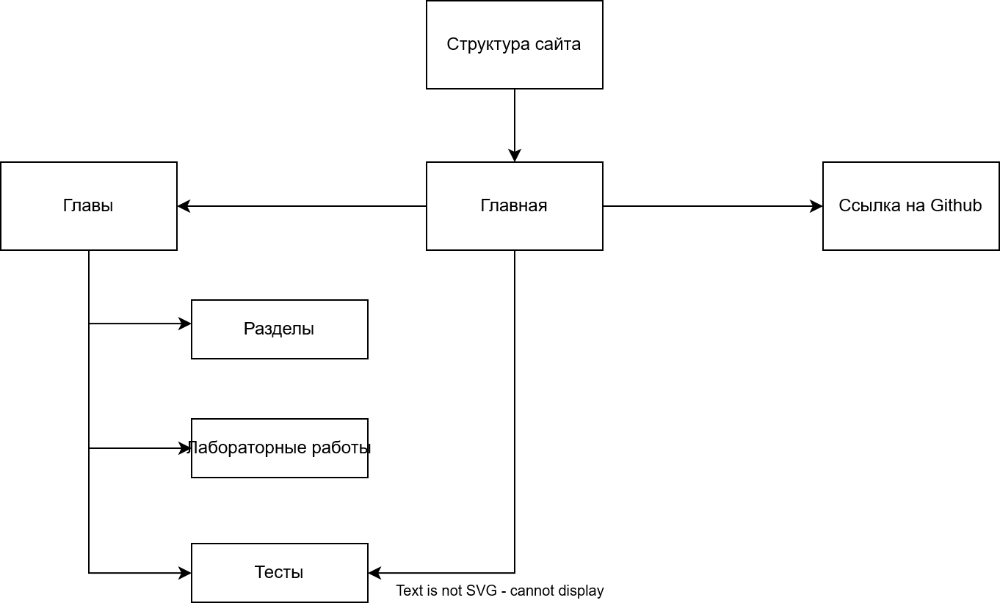 Структура сайта
Главы
Главная
Ссылка на Github
Разделы
Лабораторные работы
Тесты
Text is not SVG - cannot display